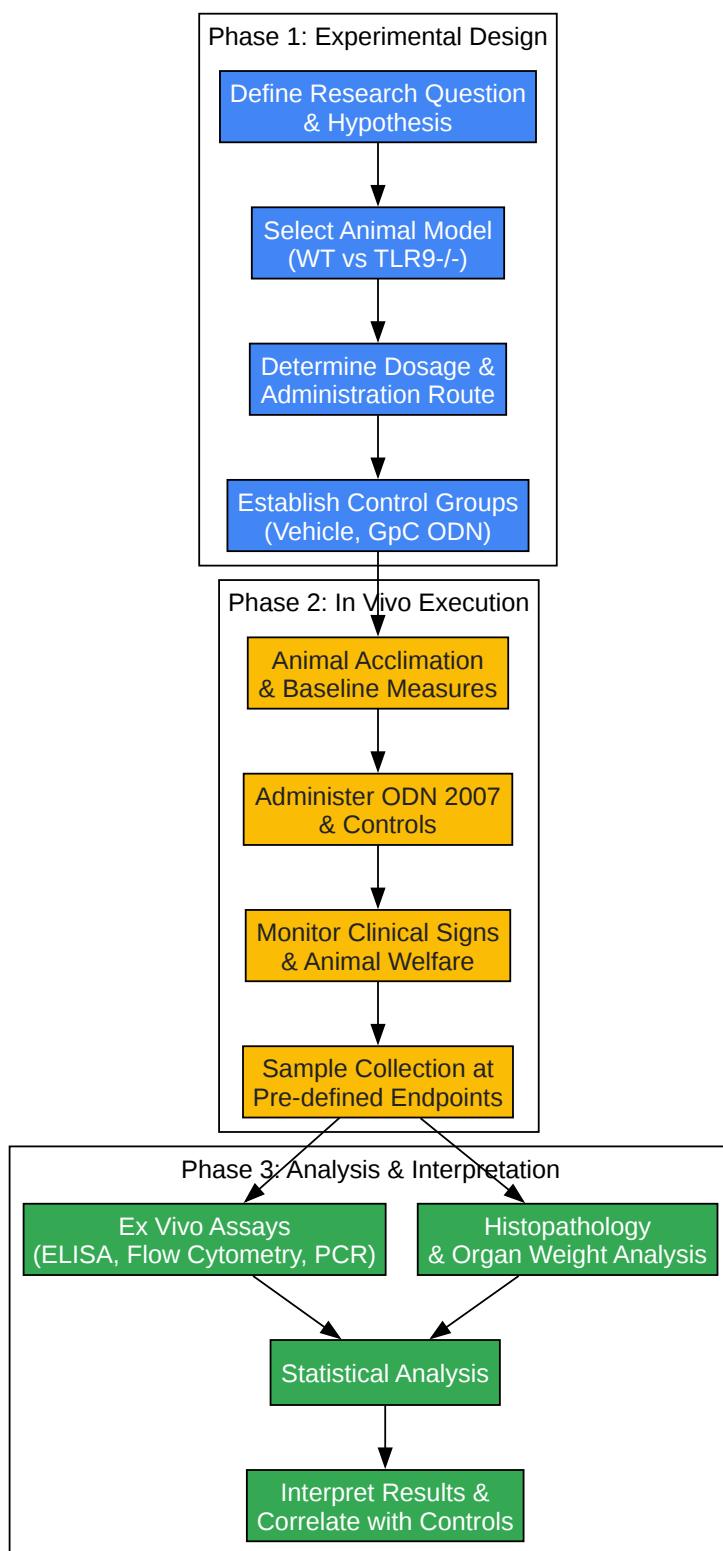 Phase 1: Experimental Design
Define Research Question
& Hypothesis
Select Animal Model
(WT vs TLR9-/-)
Determine Dosage &
Administration Route
Establish Control Groups
(Vehicle, GpC ODN)
Phase 2: In Vivo Execution
Animal Acclimation
& Baseline Measures
Administer ODN 2007
& Controls
Monitor Clinical Signs
& Animal Welfare
Sample Collection at
Pre-defined Endpoints
Phase 3: Analysis & Interpretation
Ex Vivo Assays
(ELISA, Flow Cytometry, PCR)
Histopathology
& Organ Weight Analysis
Statistical Analysis
Interpret Results &
Correlate with Controls